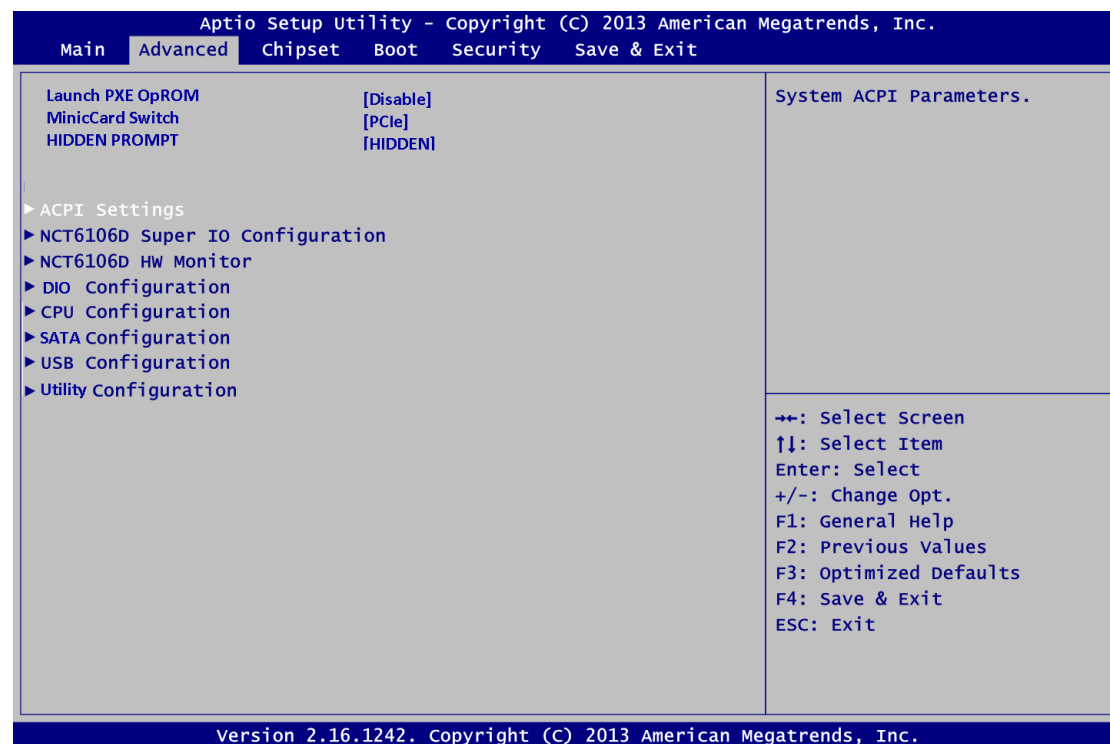 Aptio Setup Utility - Copyright (C) 2013 American Megatrends, Inc.
Main Advanced Chipset Boot Security Save & Exit
Launch PXE OpROM [Disable]
MinicCard Switch [PCIe]
HIDDEN PROMPT [HIDDEN]
▶ ACPI Settings
▶ NCT6106D Super IO Configuration
▶ NCT6106D HW Monitor
▶ DIO Configuration
▶ CPU Configuration
▶ SATA Configuration
▶ USB Configuration
▶ Utility Configuration
System ACPI Parameters.
→←: Select Screen
↑↓: Select Item
Enter: Select
+/-: Change Opt.
F1: General Help
F2: Previous Values
F3: Optimized Defaults
F4: Save & Exit
ESC: Exit
Version 2.16.1242. Copyright (C) 2013 American Megatrends, Inc.